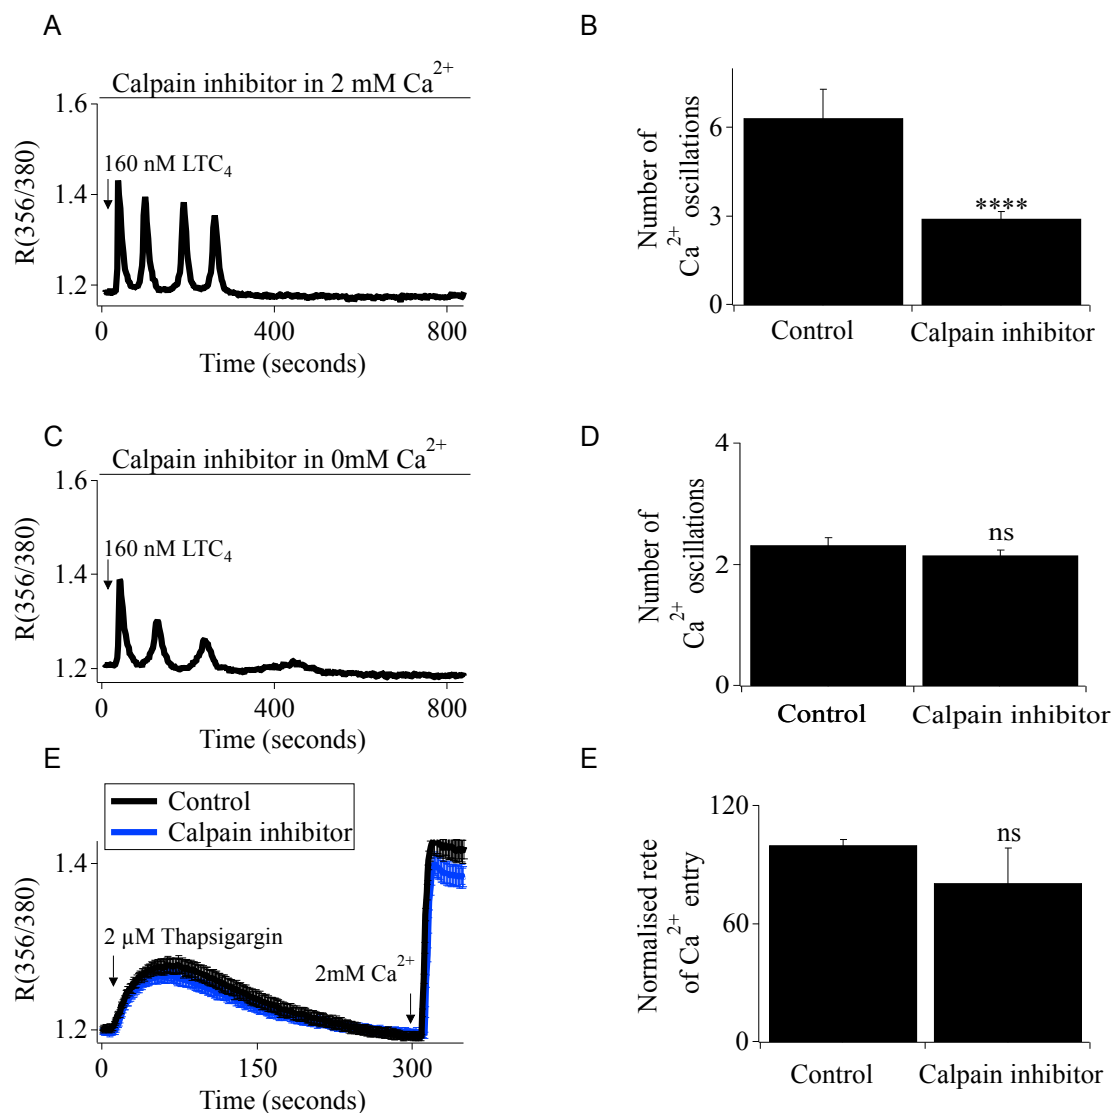 A
Calpain inhibitor in 2 mM Ca2+
1.6
1.4
1.2
R(356/380)
160 nM LTC4
0
400
800
Time (seconds)
B
Number of
Ca2+ oscillations
6
3
0
****
Control
Calpain inhibitor
C
Calpain inhibitor in 0mM Ca2+
1.6
1.4
1.2
R(356/380)
160 nM LTC4
0
400
800
Time (seconds)
D
Number of
Ca2+ oscillations
4
2
0
ns
Control
Calpain inhibitor
E
Control
Calpain inhibitor
R(356/380)
1.4
1.2
2 µM Thapsigargin
2mM Ca2+
0
150
300
Time (seconds)
E
Normalised rete
of Ca2+ entry
120
60
0
ns
Control
Calpain inhibitor